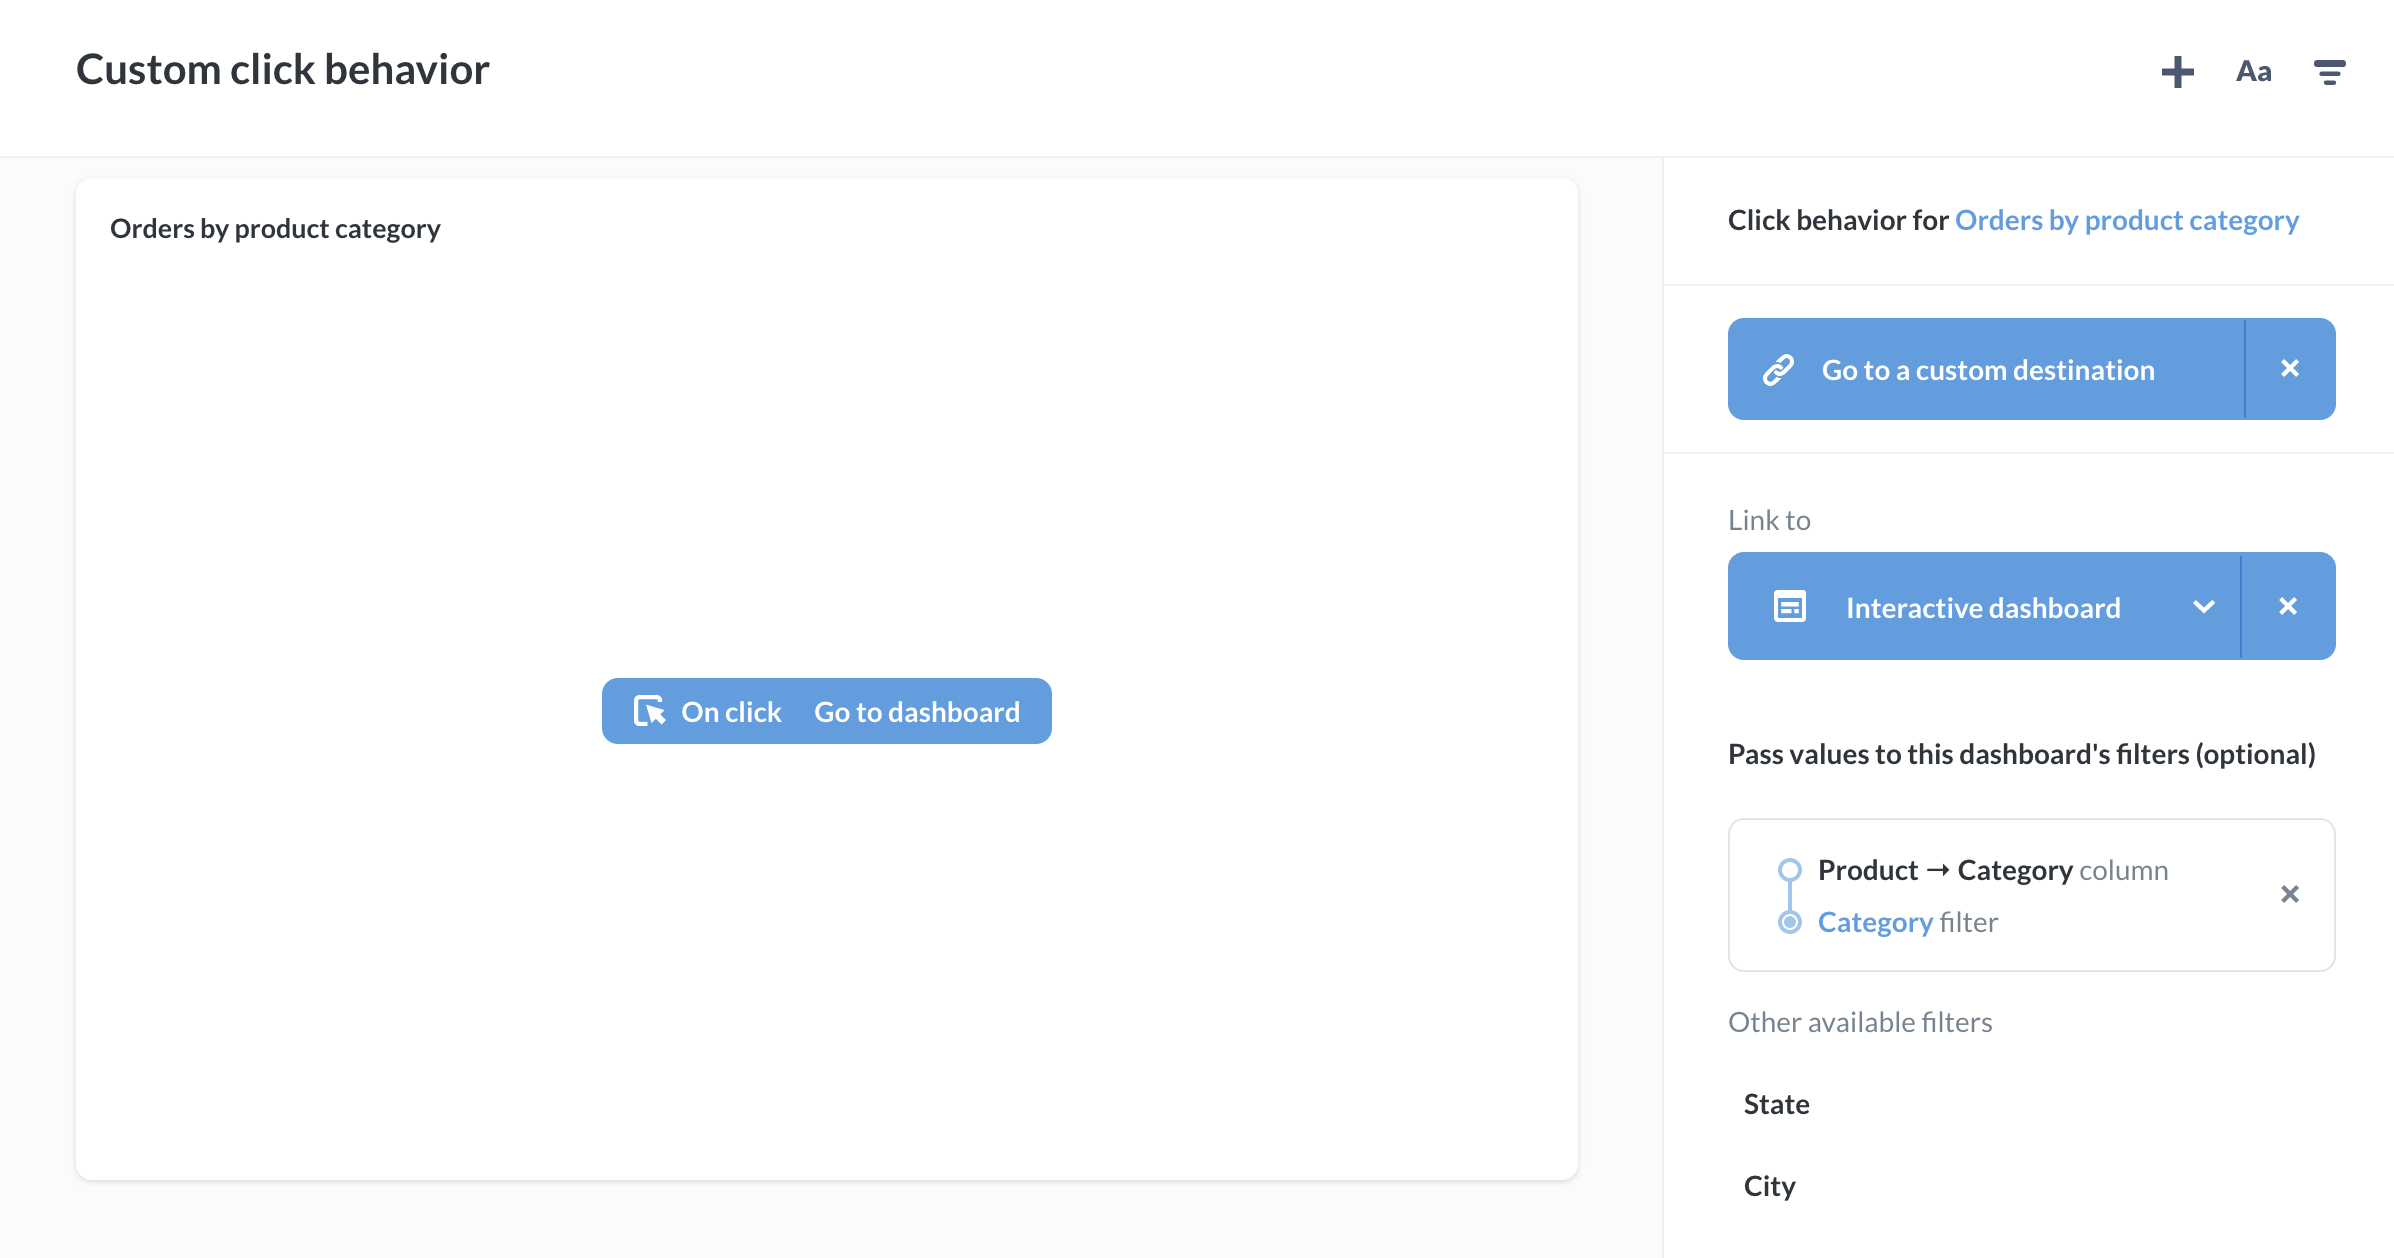 Custom click behavior
Aa
Orders by product category
On click Go to dashboard
Click behavior for Orders by product category
Go to a custom destination
Link to
Interactive dashboard
Pass values to this dashboard's filters (optional)
Product → Category column
Category filter
Other available filters
State
City